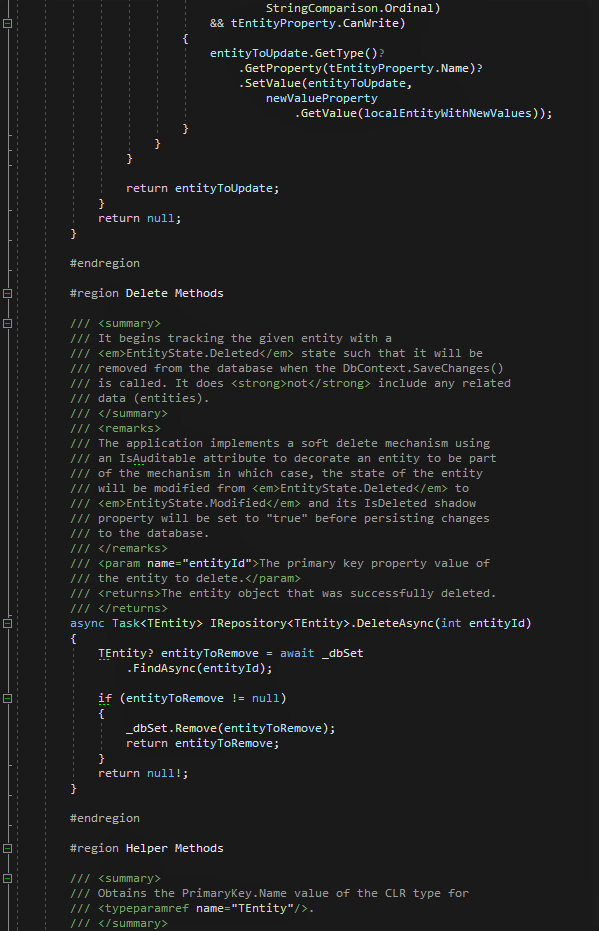 StringComparison.Ordinal)
&& tEntityProperty.CanWrite)
{
entityToUpdate.GetType()?
.GetProperty(tEntityProperty.Name)?
.SetValue(entityToUpdate,
newValueProperty
.GetValue(localEntityWithNewValues));
}
}
}
return entityToUpdate;
}
return null;
}
#endregion
#region Delete Methods
/// <summary>
/// It begins tracking the given entity with a
/// <em>EntityState.Deleted</em> state such that it will be
/// removed from the database when the DbContext.SaveChanges()
/// is called. It does <strong>not</strong> include any related
/// data (entities).
/// </summary>
/// <remarks>
/// The application implements a soft delete mechanism using
/// an IsAuditable attribute to decorate an entity to be part
/// of the mechanism in which case, the state of the entity
/// will be modified from <em>EntityState.Deleted</em> to
/// <em>EntityState.Modified</em> and its IsDeleted shadow
/// property will be set to "true" before persisting changes
/// to the database.
/// </remarks>
/// <param name="entityId">The primary key property value of
/// the entity to delete.</param>
/// <returns>The entity object that was successfully deleted.
/// </returns>
async Task<TEntity> IRepository<TEntity>.DeleteAsync(int entityId)
{
TEntity? entityToRemove = await _dbSet
.FindAsync(entityId);
if (entityToRemove != null)
{
_dbSet.Remove(entityToRemove);
return entityToRemove;
}
return null!;
}
#endregion
#region Helper Methods
/// <summary>
/// Obtains the PrimaryKey.Name value of the CLR type for
/// <typeparamref name="TEntity"/>.
/// </summary>